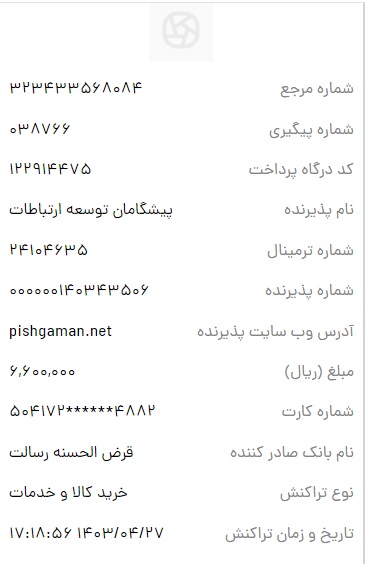 شماره مرجع ۳۲۳۴۳۳۵۶۸۰۸۴
شماره پیگیری ۰۳۸۷۶۶
کد درگاه پرداخت ۱۲۲۹۱۴۴۷۵
نام پذیرنده پیشگامان توسعه ارتباطات
شماره ترمینال ۲۴۱۰۴۶۳۵
شماره پذیرنده ۰۰۰۰۰۰۱۴۰۳۴۳۵۰۶
آدرس وب سایت پذیرنده pishgaman.net
مبلغ (ریال) ۶,۶۰۰,۰۰۰
شماره کارت ۵۰۴۱۷۲******۴۸۸۲
نام بانک صادر کننده قرض الحسنه رسالت
نوع تراکنش خرید کالا و خدمات
تاریخ و زمان تراکنش ۱۴۰۳/۰۴/۲۷ ۱۷:۱۸:۵۶